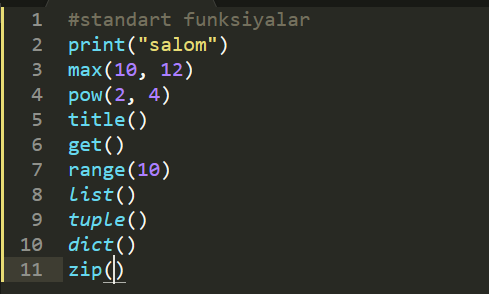 1 #standart funksiyalar
2 print("salom")
3 max(10, 12)
4 pow(2, 4)
5 title()
6 get()
7 range(10)
8 list()
9 tuple()
10 dict()
11 zip()